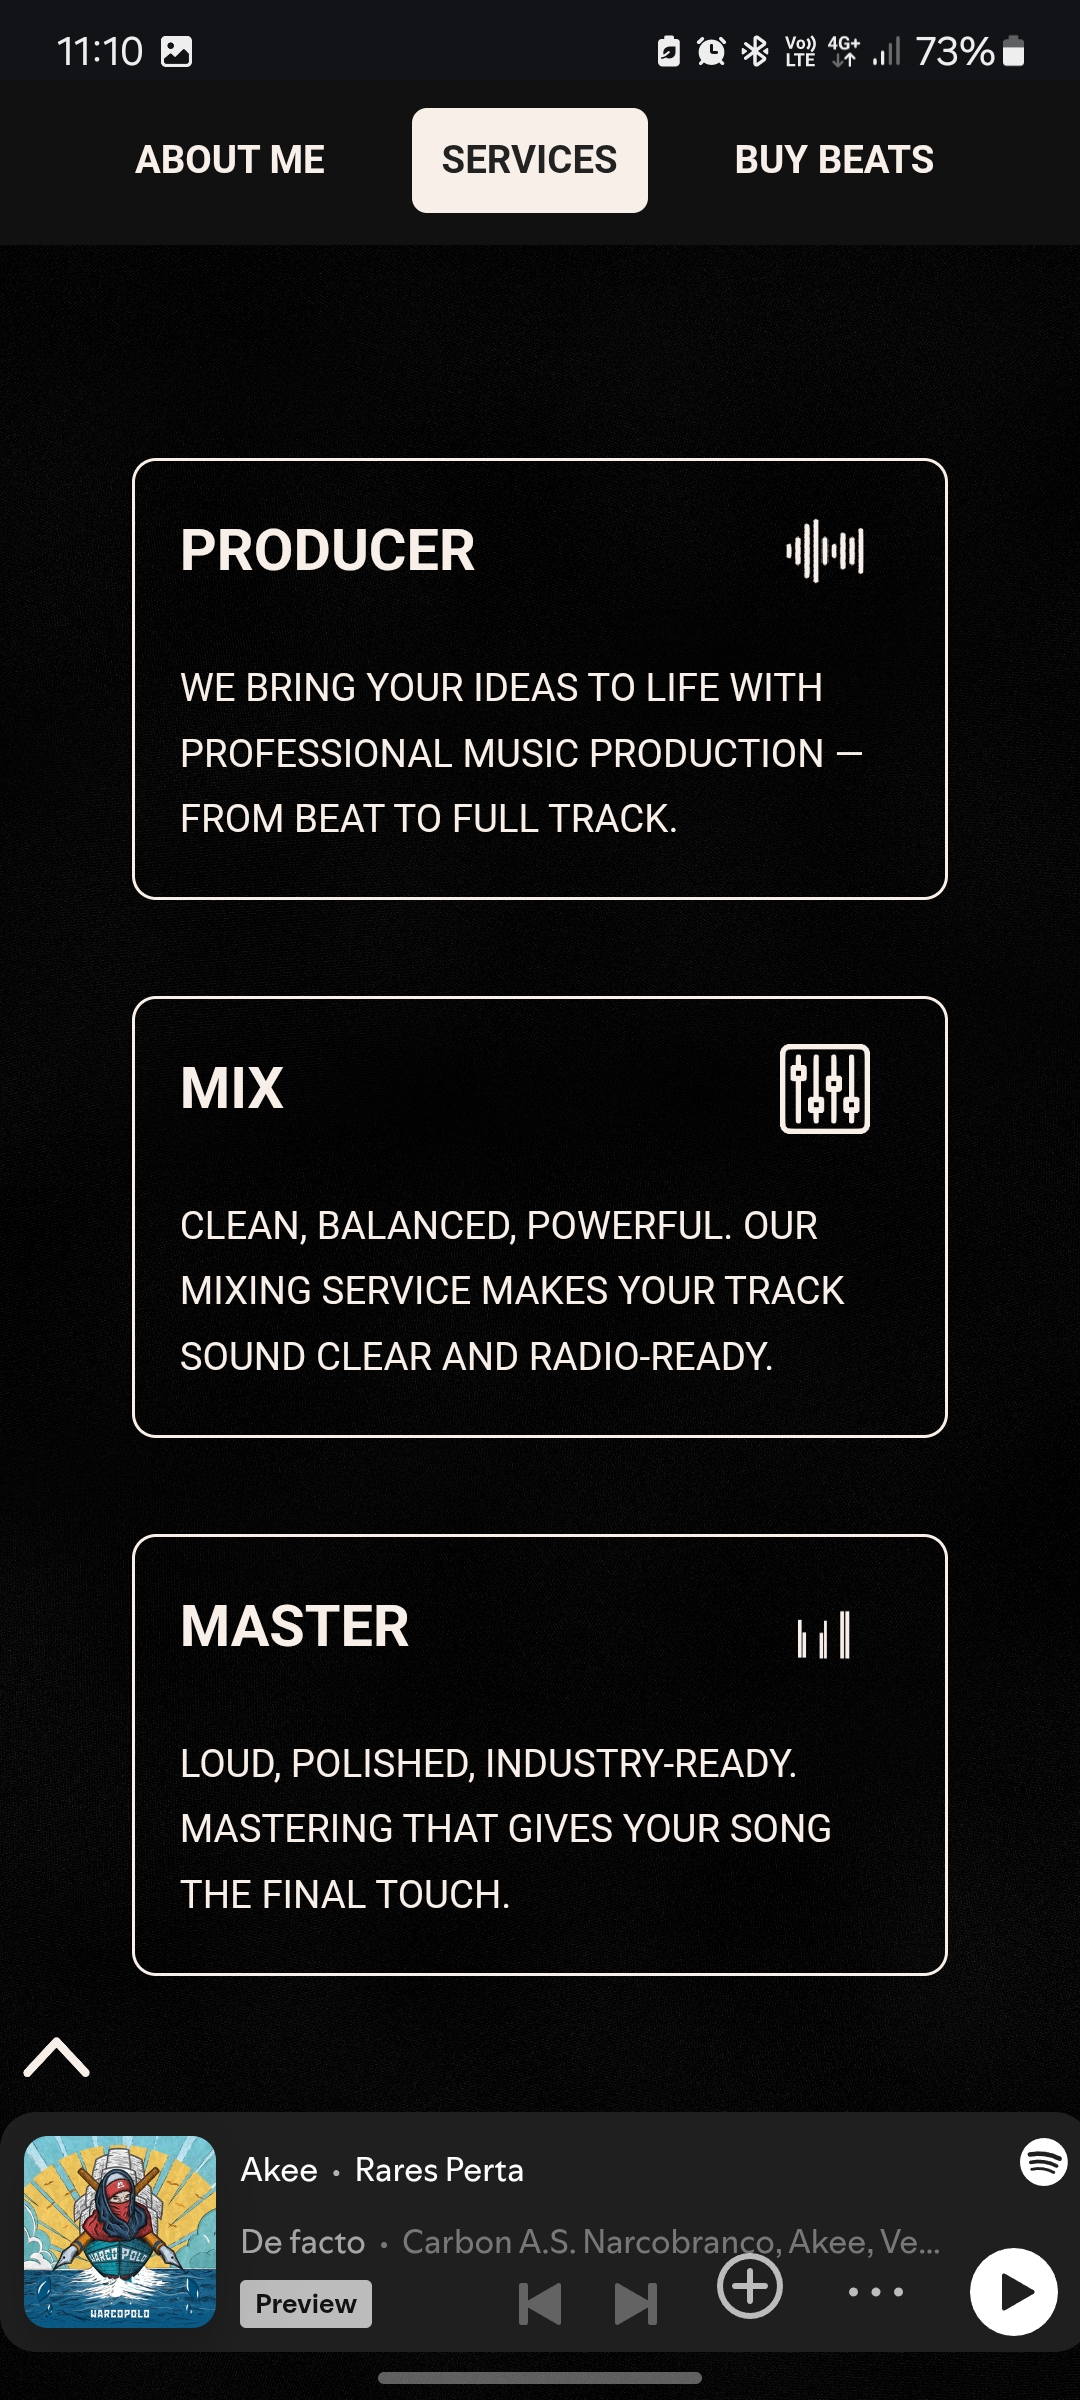 11:10
Vo)) LTE 4G+ 73%
ABOUT ME SERVICES BUY BEATS
PRODUCER
WE BRING YOUR IDEAS TO LIFE WITH
PROFESSIONAL MUSIC PRODUCTION —
FROM BEAT TO FULL TRACK.
MIX
CLEAN, BALANCED, POWERFUL. OUR
MIXING SERVICE MAKES YOUR TRACK
SOUND CLEAR AND RADIO-READY.
MASTER
LOUD, POLISHED, INDUSTRY-READY.
MASTERING THAT GIVES YOUR SONG
THE FINAL TOUCH.
Akee • Rares Perta
De facto • Carbon A.S. Narcobranco, Akee, Ve...
Preview
WARCO POLO
WARCOPOLO